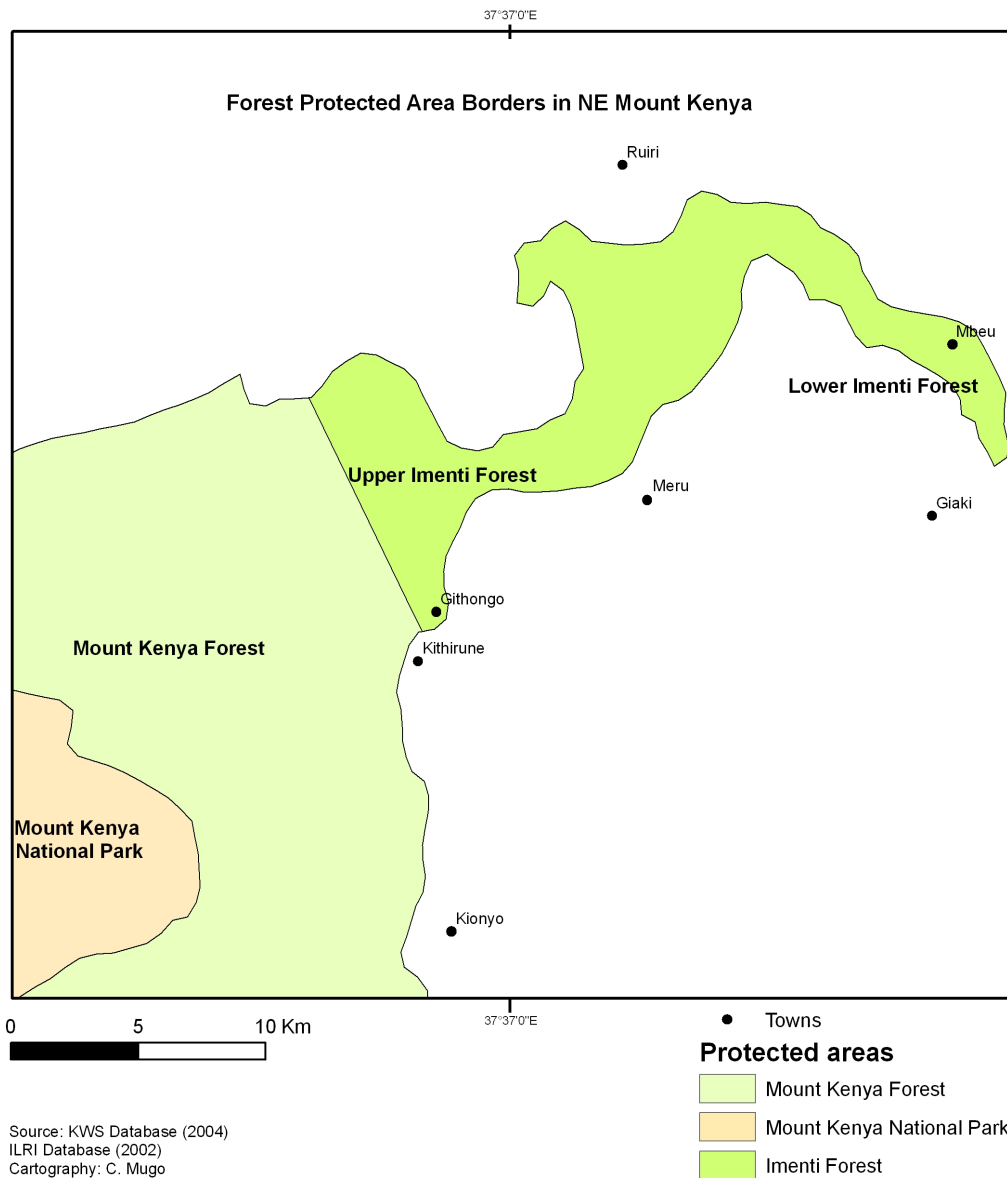 37°37'0"E
Forest Protected Area Borders in NE Mount Kenya
Ruiri
Mbeu
Lower Imenti Forest
Upper Imenti Forest
Meru
Giaki
Githongo
Mount Kenya Forest
Kithirune
Mount Kenya
National Park
Kionyo
0 5 10 Km
37°37'0"E
Towns
Protected areas
Mount Kenya Forest
Mount Kenya National Park
Imenti Forest
Source: KWS Database (2004)
ILRI Database (2002)
Cartography: C. Mugo